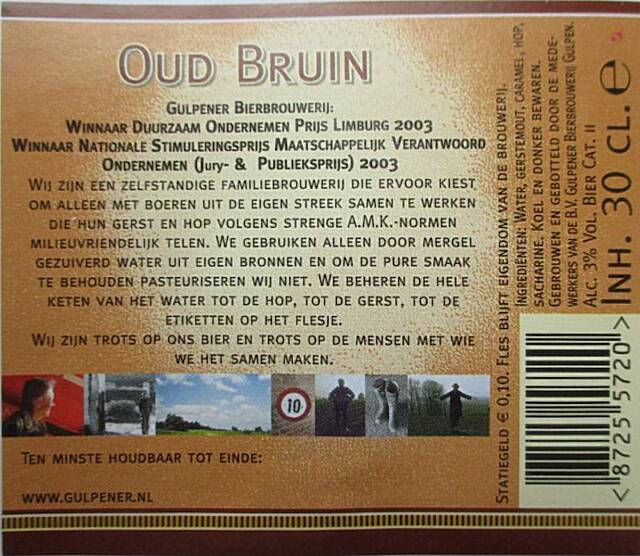 OUD BRUIN
GULPENER BIERBROUWERIJ:
WINNAAR DUURZAAM ONDERNEMEN PRIJS LIMBURG 2003
WINNAAR NATIONALE STIMULERINGSPRIJS MAATSCHAPPELIJK VERANTWOORD
ONDERNEMEN (JURY- & PUBLIEKSPRIJS) 2003
WIJ ZIJN EEN ZELFSTANDIGE FAMILIEBROUWERIJ DIE ERVOOR KIEST
OM ALLEEN MET BOEREN UIT DE EIGEN STREEK SAMEN TE WERKEN
DIE HUN GERST EN HOP VOLGENS STRENGE A.M.K.-NORMEN
MILIEUVRIENDELIJK TELEN. WE GEBRUIKEN ALLEEN DOOR MERGEL
GEZUIVERD WATER UIT EIGEN BRONNEN EN OM DE PURE SMAAK
TE BEHOUDEN PASTEURISEREN WIJ NIET. WE BEHEREN DE HELE
KETEN VAN HET WATER TOT DE HOP, TOT DE GERST, TOT DE
ETIKETTEN OP HET FLESJE.
WIJ ZIJN TROTS OP ONS BIER EN TROTS OP DE MENSEN MET WIE
WE HET SAMEN MAKEN.
10
TEN MINSTE HOUDBAAR TOT EINDE:
WWW.GULPENER.NL
STATIEGELD € 0,10. FLES BLIJFT EIGENDOM VAN DE BROUWERIJ.
INGREDIËNTEN: WATER, GERSTEMOUT, CARAMEL, HOP,
SACHARINE. KOEL EN DONKER BEWAREN.
GEBROUWEN EN GEBOTTELD DOOR DE MEDE-
WERKERS VAN DE B.V. GULPENER BIERBROUWERIJ GULPEN.
ALC. 3% VOL. BIER CAT. II
INH. 30 CL. e
<8725 5720>